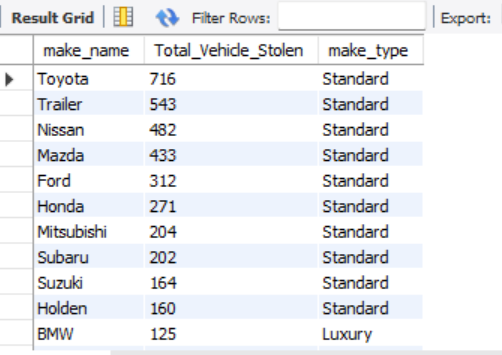 Result Grid Filter Rows: Export:
make_name Total_Vehicle_Stolen make_type
Toyota 716 Standard
Trailer 543 Standard
Nissan 482 Standard
Mazda 433 Standard
Ford 312 Standard
Honda 271 Standard
Mitsubishi 204 Standard
Subaru 202 Standard
Suzuki 164 Standard
Holden 160 Standard
BMW 125 Luxury